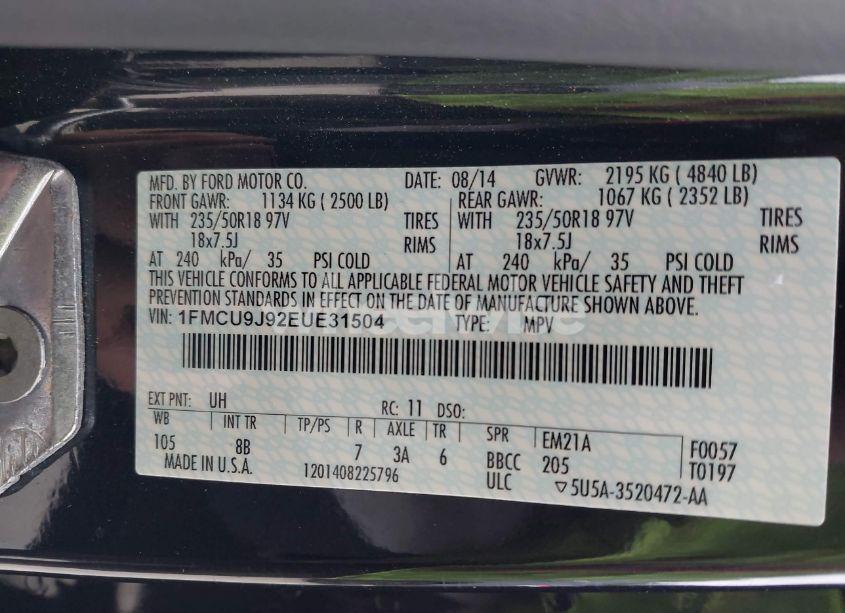 MFD. BY FORD MOTOR CO. DATE: 08/14 GVWR: 2195 KG ( 4840 LB)
FRONT GAWR: 1134 KG ( 2500 LB) REAR GAWR: 1067 KG ( 2352 LB)
WITH 235/50R18 97V TIRES WITH 235/50R18 97V TIRES
18x7.5J RIMS 18x7.5J RIMS
AT 240 kPa/ 35 PSI COLD AT 240 kPa/ 35 PSI COLD
THIS VEHICLE CONFORMS TO ALL APPLICABLE FEDERAL MOTOR VEHICLE SAFETY AND THEFT
PREVENTION STANDARDS IN EFFECT ON THE DATE OF MANUFACTURE SHOWN ABOVE.
VIN: 1FMCU9J92EUE31504 TYPE: MPV
EXT PNT: UH RC: 11 DSO:
WB INT TR TP/PS R AXLE TR SPR EM21A F0057
105 8B 7 3A 6 BBCC 205 T0197
MADE IN U.S.A. 1201408225796 ULC ▽5U5A-3520472-AA